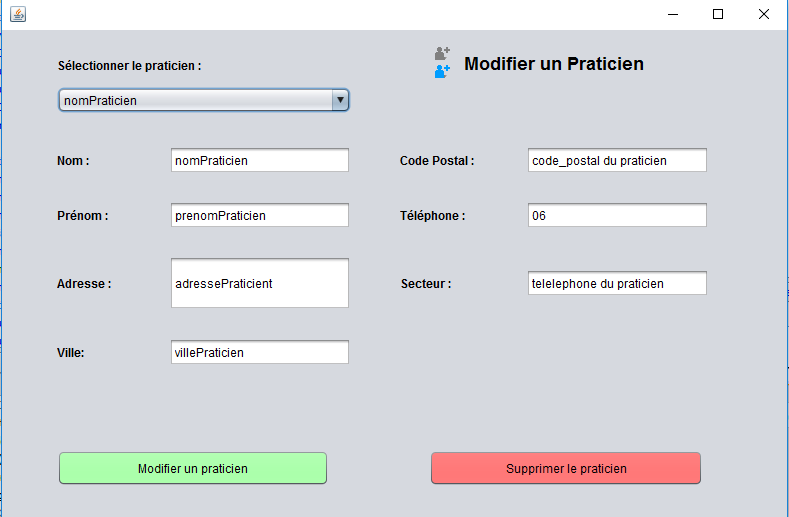 Sélectionner le praticien :
Modifier un Praticien
nomPraticien
Nom :
nomPraticien
Code Postal :
code_postal du praticien
Prénom :
prenomPraticien
Téléphone :
06
Adresse :
adressePraticient
Secteur :
telelephone du praticien
Ville:
villePraticien
Modifier un praticien
Supprimer le praticien